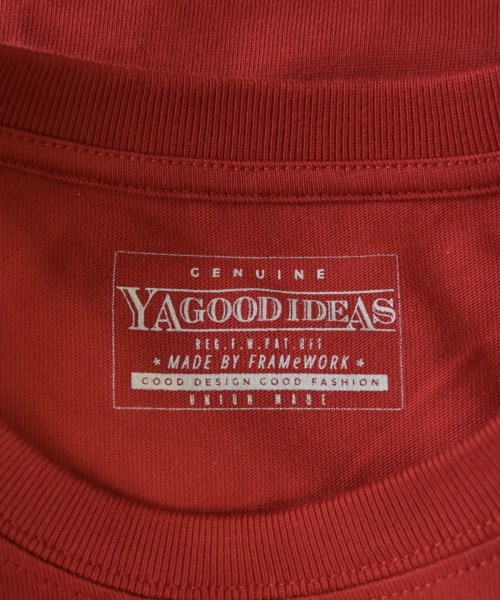 GENUINE
YAGOODIDEAS
REG.F.W.PAT.OFF
* MADE BY FRAMeWORK *
GOOD DESIGN GOOD FASHION
UNION MADE